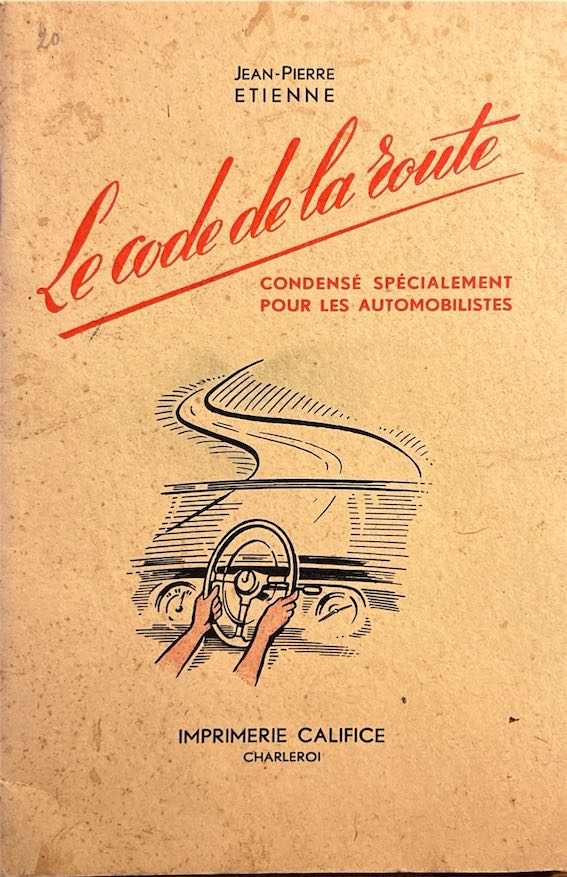 20
JEAN-PIERRE
ETIENNE
Le code de la route
CONDENSÉ SPÉCIALEMENT
POUR LES AUTOMOBILISTES
IMPRIMERIE CALIFICE
CHARLEROI